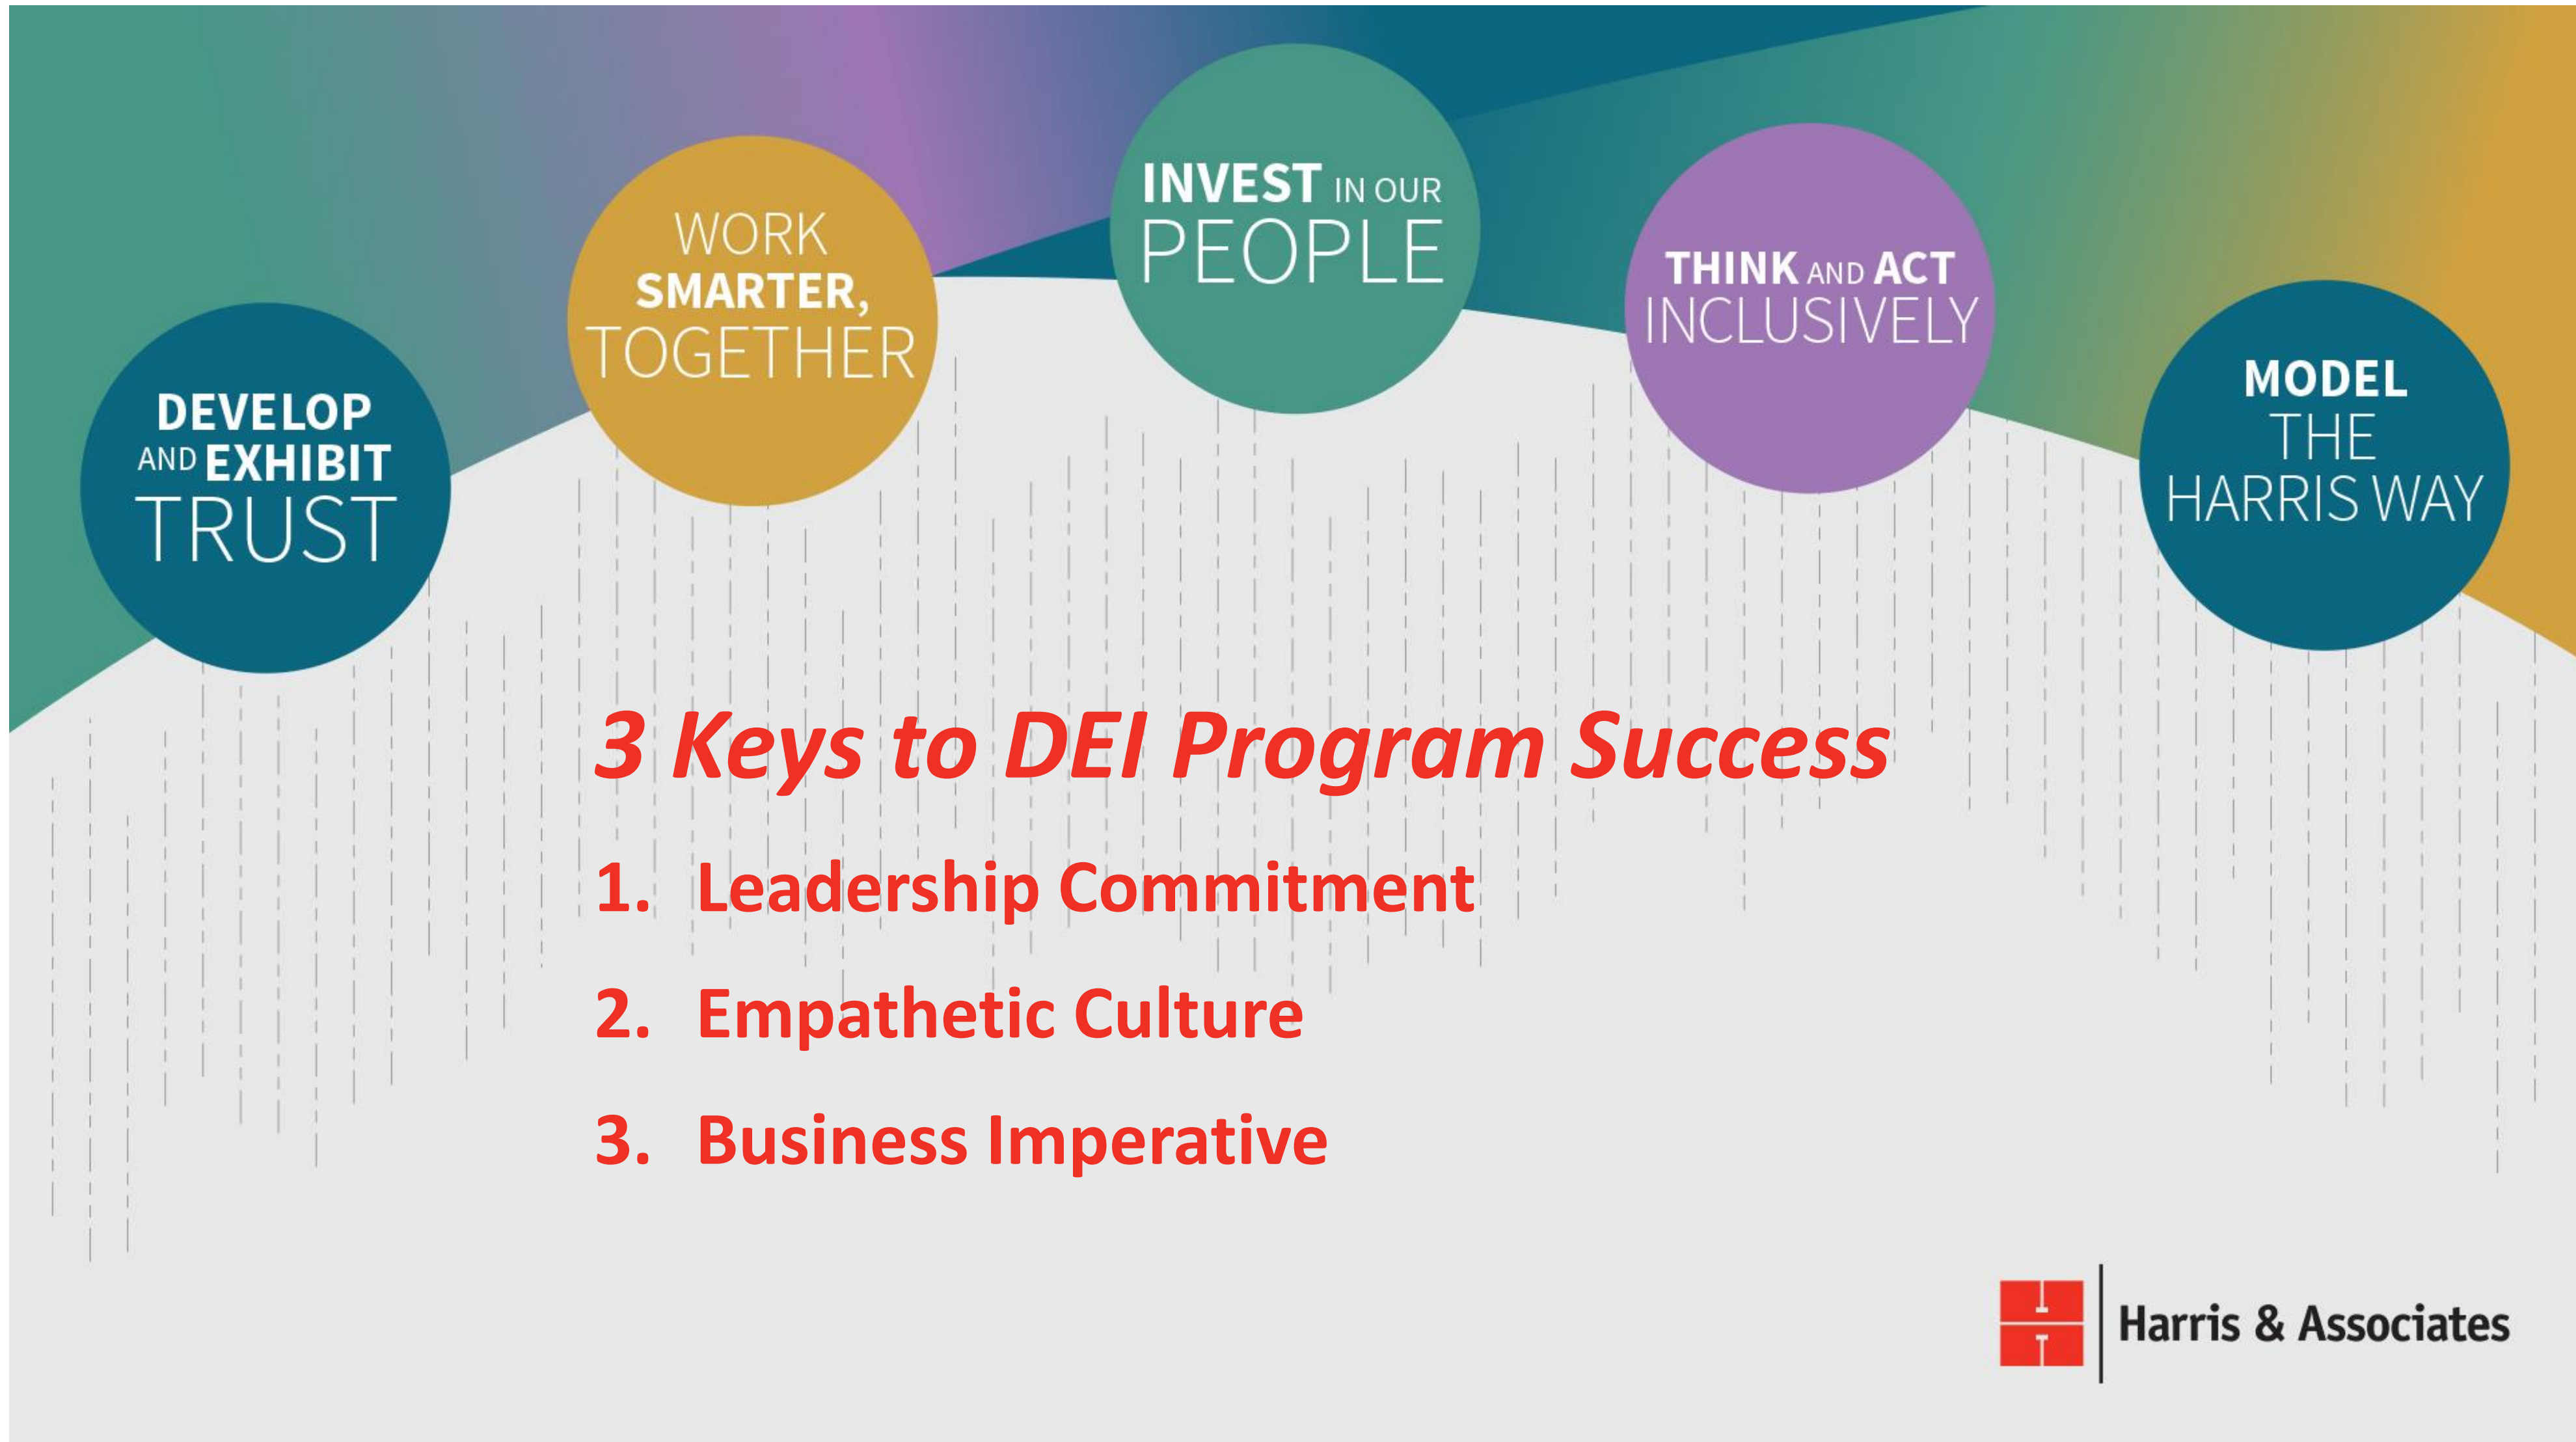 DEVELOP
AND EXHIBIT
TRUST
WORK
SMARTER,
TOGETHER
INVEST IN OUR
PEOPLE
THINK AND ACT
INCLUSIVELY
MODEL
THE
HARRIS WAY
3 Keys to DEI Program Success
1. Leadership Commitment
2. Empathetic Culture
3. Business Imperative
Harris & Associates